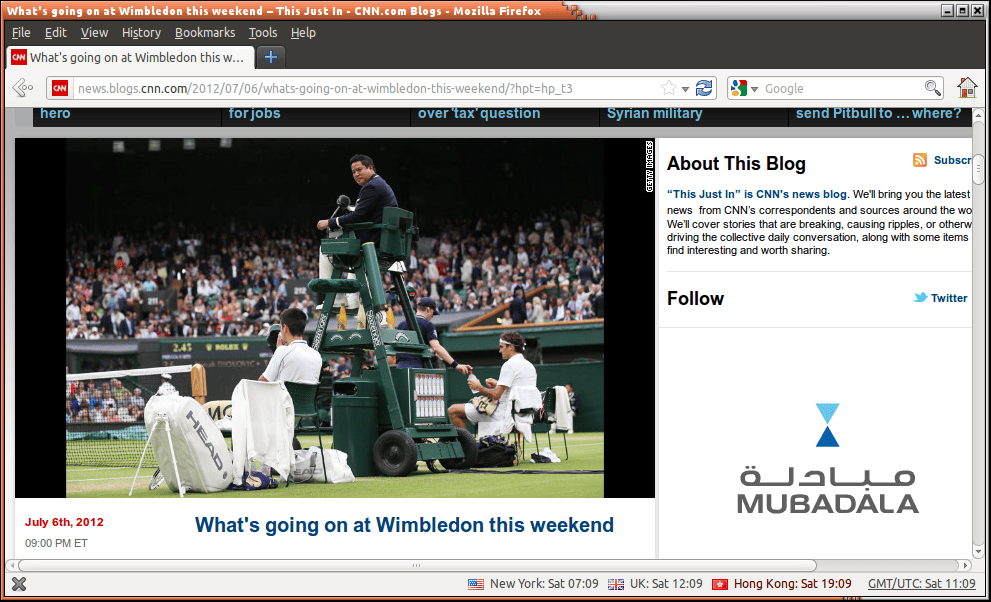 What's going on at Wimbledon this weekend – This Just In - CNN.com Blogs - Mozilla Firefox
File Edit View History Bookmarks Tools Help
CNN What's going on at Wimbledon this w...
CNN news.blogs.cnn.com/2012/07/06/whats-going-on-at-wimbledon-this-weekend/?hpt=hp_t3
Google
hero
for jobs
over 'tax' question
Syrian military
send Pitbull to ... where?
GETTY IMAGES
211
212
2.43 ROLEX
HEAD
July 6th, 2012
09:00 PM ET
What's going on at Wimbledon this weekend
About This Blog
Subscr
“This Just In” is CNN's news blog. We'll bring you the latest
news from CNN's correspondents and sources around the wo
We'll cover stories that are breaking, causing ripples, or otherw
driving the collective daily conversation, along with some items
find interesting and worth sharing.
Follow
Twitter
مبادلة
MUBADALA
New York: Sat 07:09 UK: Sat 12:09 Hong Kong: Sat 19:09 GMT/UTC: Sat 11:09